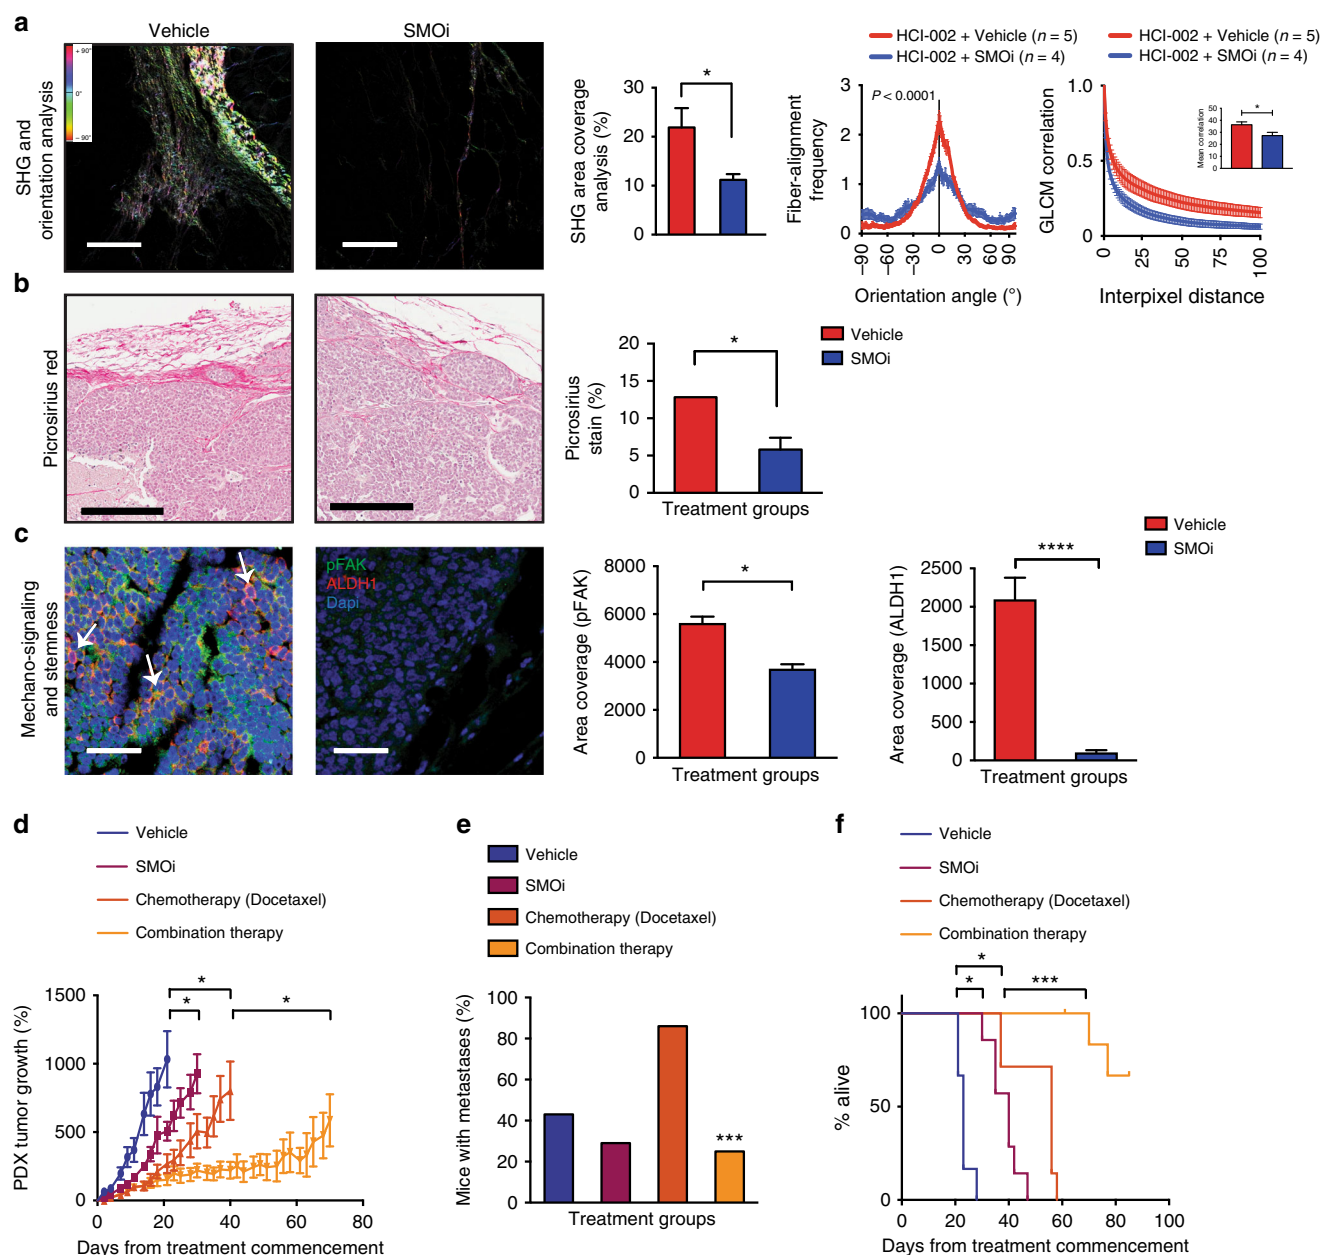 a
Vehicle
SMOi
SHG and
orientation analysis
+ 90°
0°
– 90°
SHG area coverage
analysis (%)
30
20
10
0
*
HCI-002 + Vehicle (n = 5)
HCI-002 + SMOi (n = 4)
Fiber-alignment
frequency
3
2
1
0
P < 0.0001
–90
–60
–30
0
30
60
90
Orientation angle (°)
HCI-002 + Vehicle (n = 5)
HCI-002 + SMOi (n = 4)
GLCM correlation
1.0
0.5
0
0
25
50
75
100
Interpixel distance
Mean correlation
50
40
30
20
10
0
*
b
Picrosirius red
Picrosirius
stain (%)
20
15
10
5
0
*
Treatment groups
Vehicle
SMOi
c
Mechano-signaling
and stemness
pFAK
ALDH1
Dapi
Area coverage (pFAK)
8000
6000
4000
2000
0
*
Treatment groups
Area coverage (ALDH1)
2500
2000
1500
1000
500
0
****
Treatment groups
Vehicle
SMOi
d
Vehicle
SMOi
Chemotherapy (Docetaxel)
Combination therapy
PDX tumor growth (%)
1500
1000
500
0
*
*
*
0
20
40
60
80
Days from treatment commencement
e
Vehicle
SMOi
Chemotherapy (Docetaxel)
Combination therapy
Mice with metastases (%)
100
80
60
40
20
0
***
Treatment groups
f
Vehicle
SMOi
Chemotherapy (Docetaxel)
Combination therapy
% alive
100
50
0
*
*
***
0
20
40
60
80
100
Days from treatment commencement